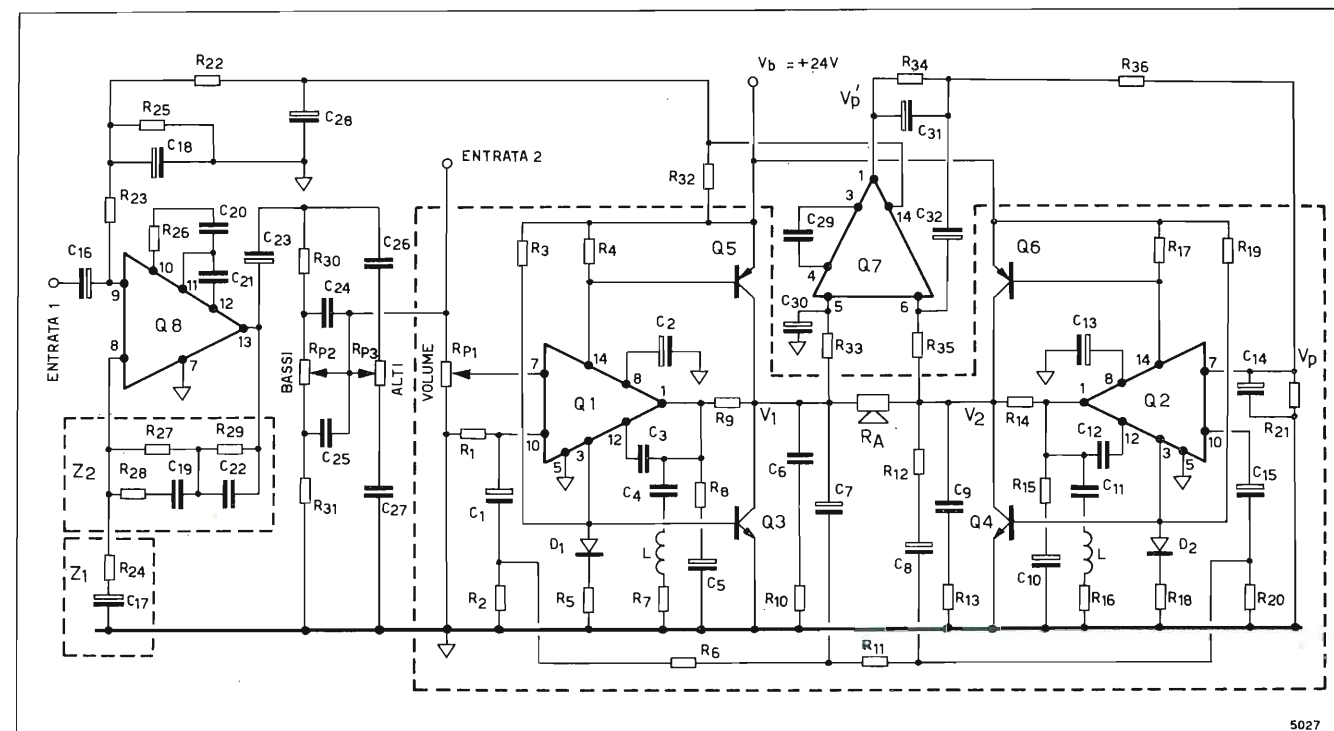 R22
Vb = +24V
R34
R36
Vp'
R25
C28
C31
C18
ENTRATA 2
R32
R23
C20
1
3
14
C32
C29
R26
C23
C26
R3
R4
Q5
Q6
R17
R19
C16
10
C21
11
R30
Q7
9
12
C24
4
C30
5
6
C2
C13
ENTRATA 1
Q8
13
BASSI
RP2
RP3
ALTI
VOLUME
RP1
7
14
8
R33
R35
14
7
C14
Vp
8
7
Q1
1
R9
V1
V2
R14
1
8
Q2
R21
R1
10
12
C3
RA
C12
12
10
R27
R29
C25
5
3
C6
R12
3
5
C15
Z2
R28
C19
C22
C4
R8
C7
C9
R15
C11
R31
C27
C1
Q3
Q4
D1
L
C8
L
D2
Z1
R24
C5
C10
C17
R2
R5
R7
R10
R13
R16
R18
R20
R6
R11
5027